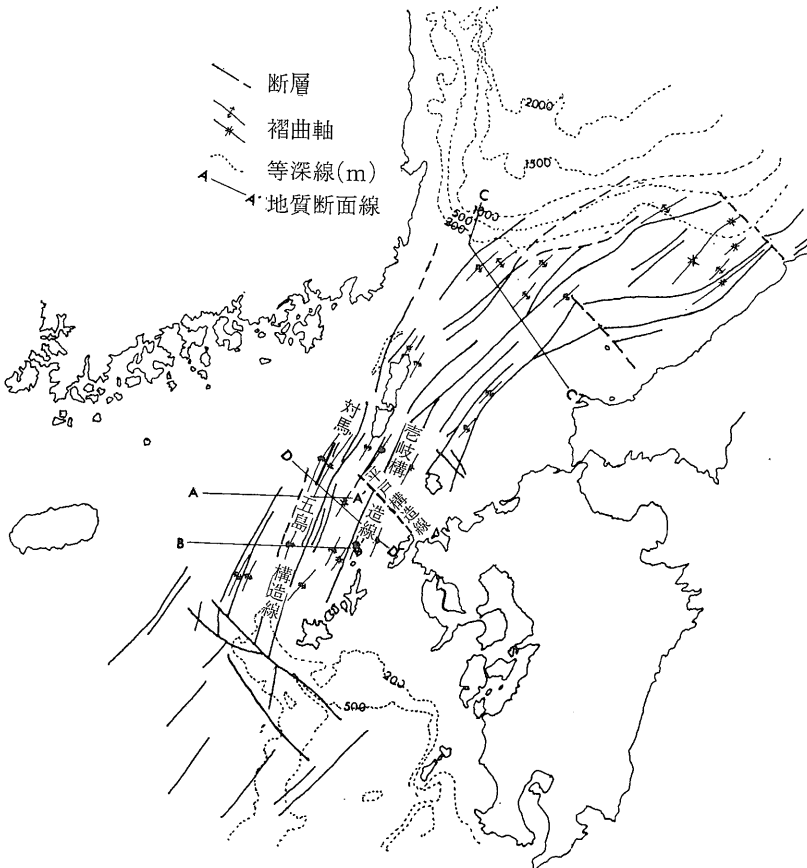 断層
褶曲軸
等深線(m)
A A'
地質断面線
2000
1500
C
1000
500
200
C'
対馬
五島
構造線
壱岐構
造線
平戸
構造線
D
A
A'
B
D'
200
500